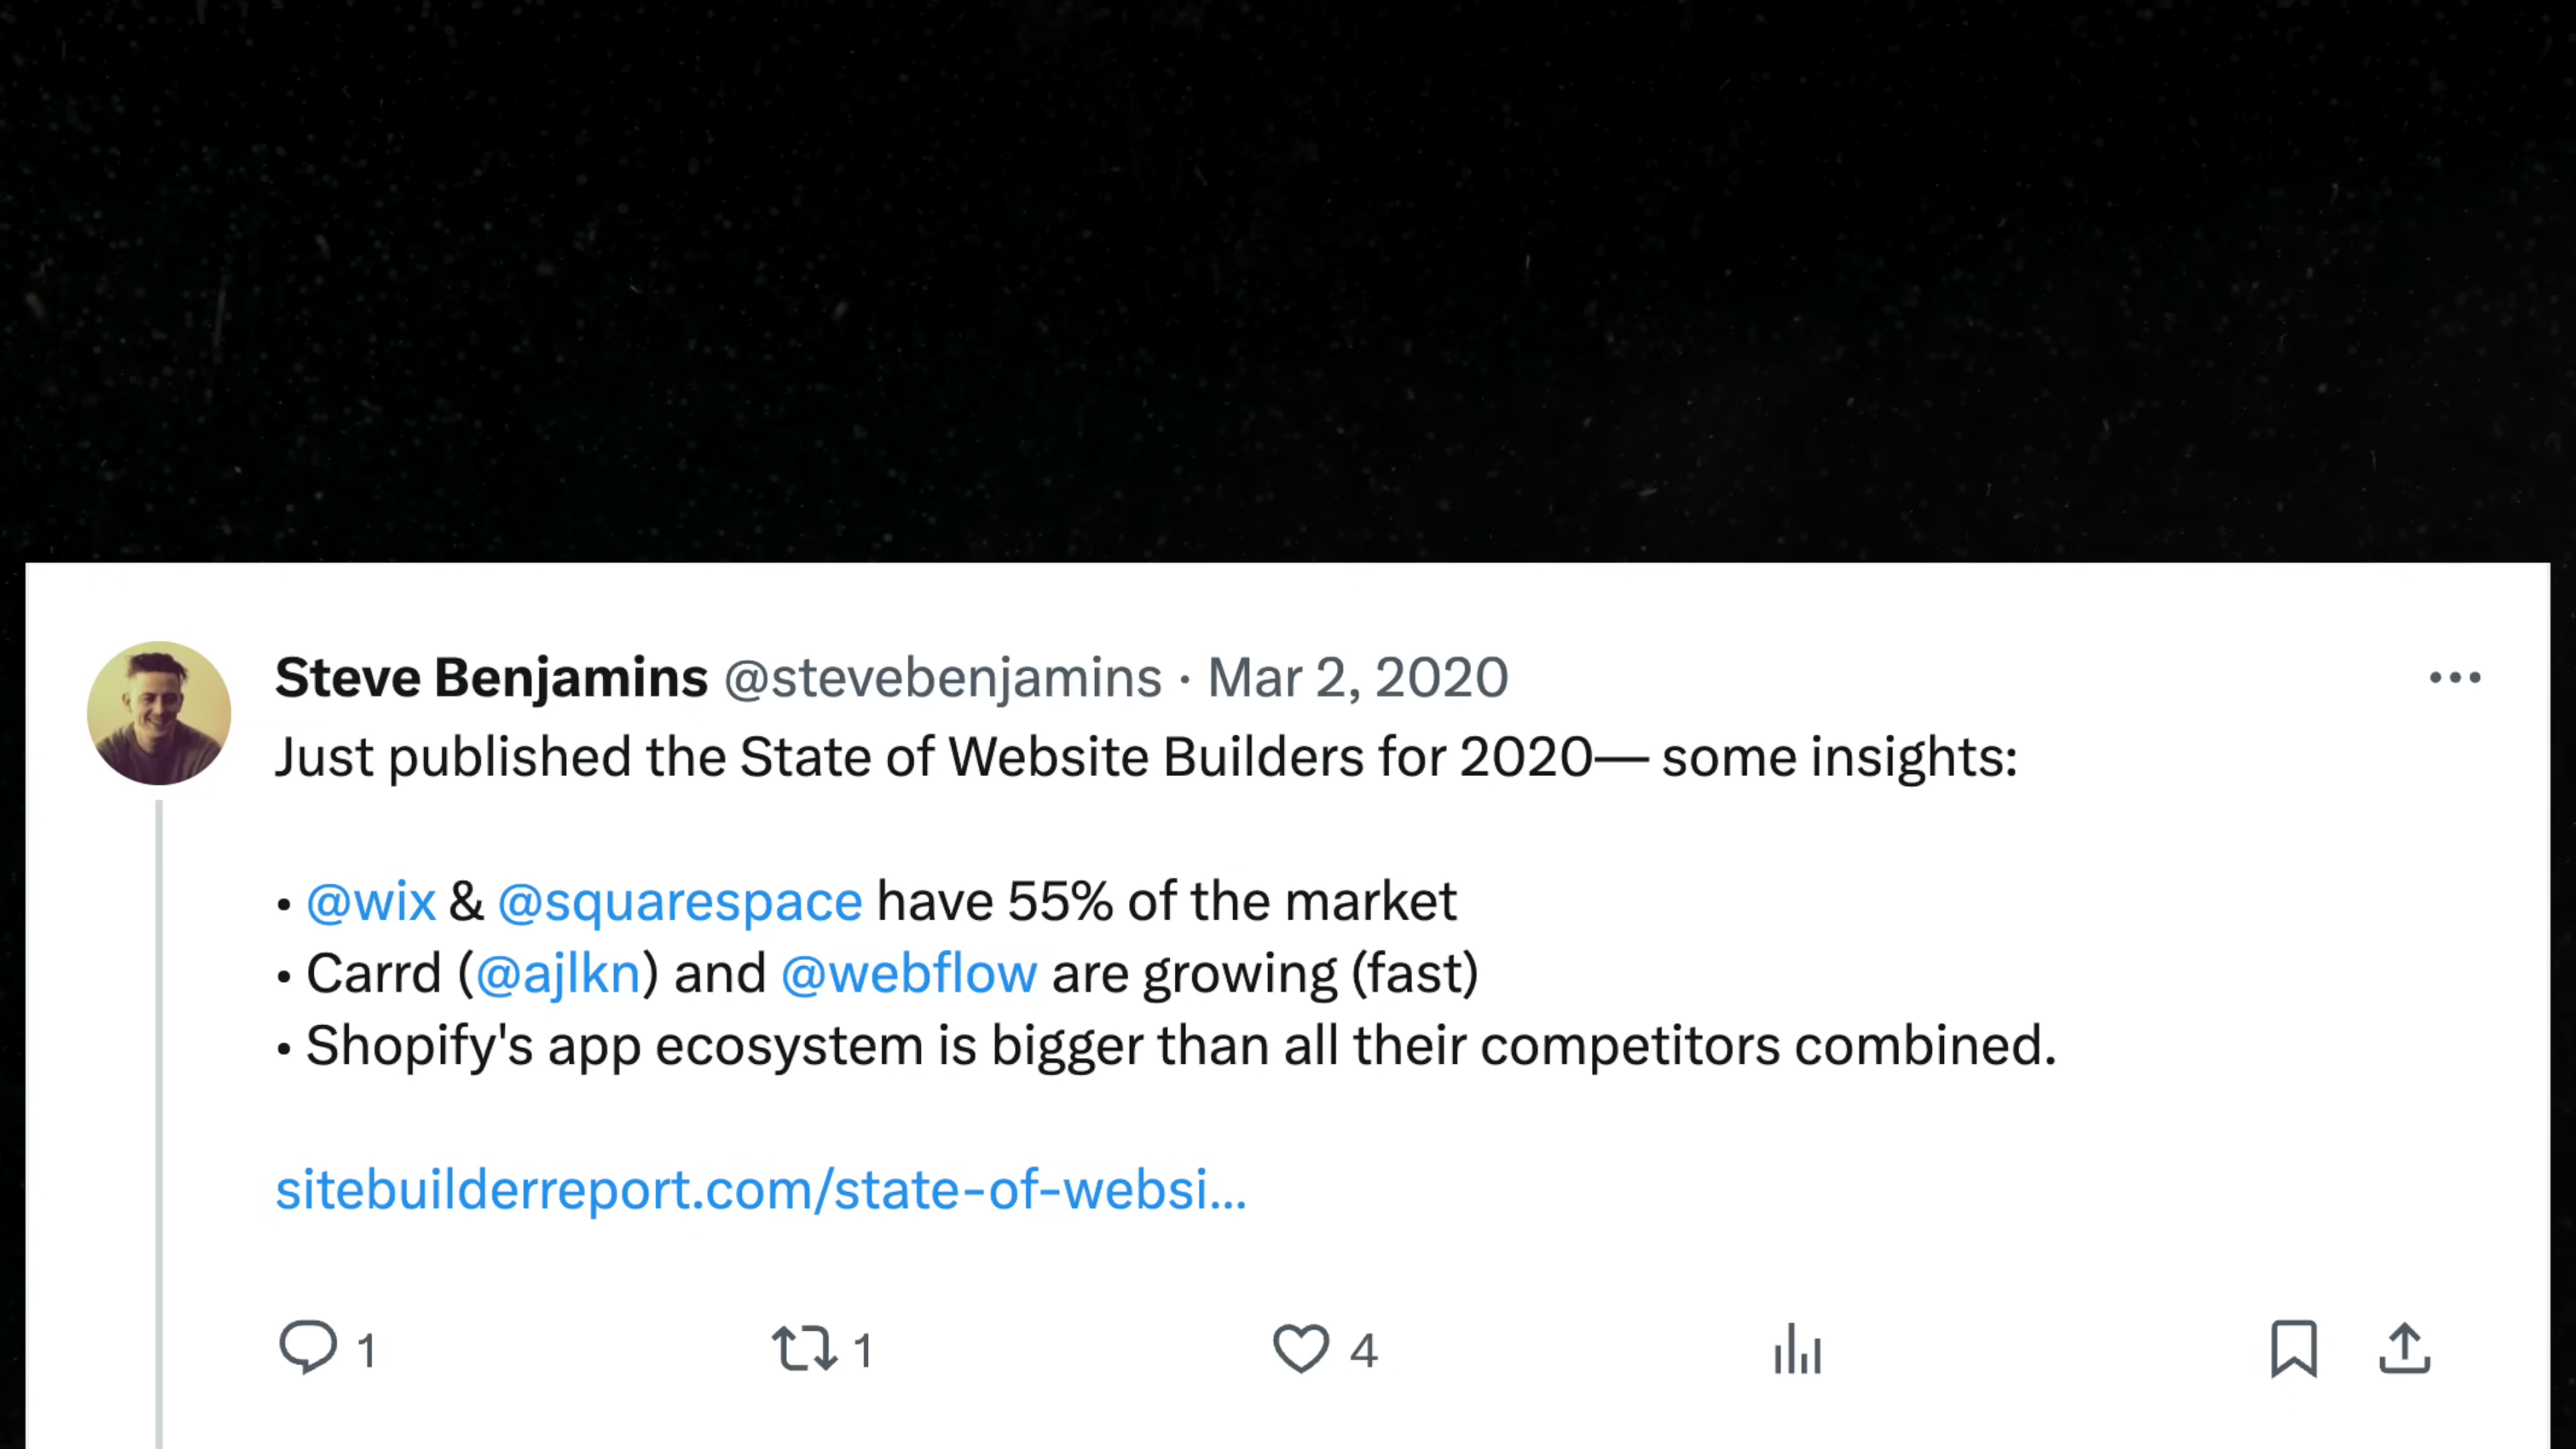 Steve Benjamins @stevebenjamins · Mar 2, 2020
Just published the State of Website Builders for 2020— some insights:
• @wix & @squarespace have 55% of the market
• Carrd (@ajlkn) and @webflow are growing (fast)
• Shopify's app ecosystem is bigger than all their competitors combined.
sitebuilderreport.com/state-of-websi...
1 1 4